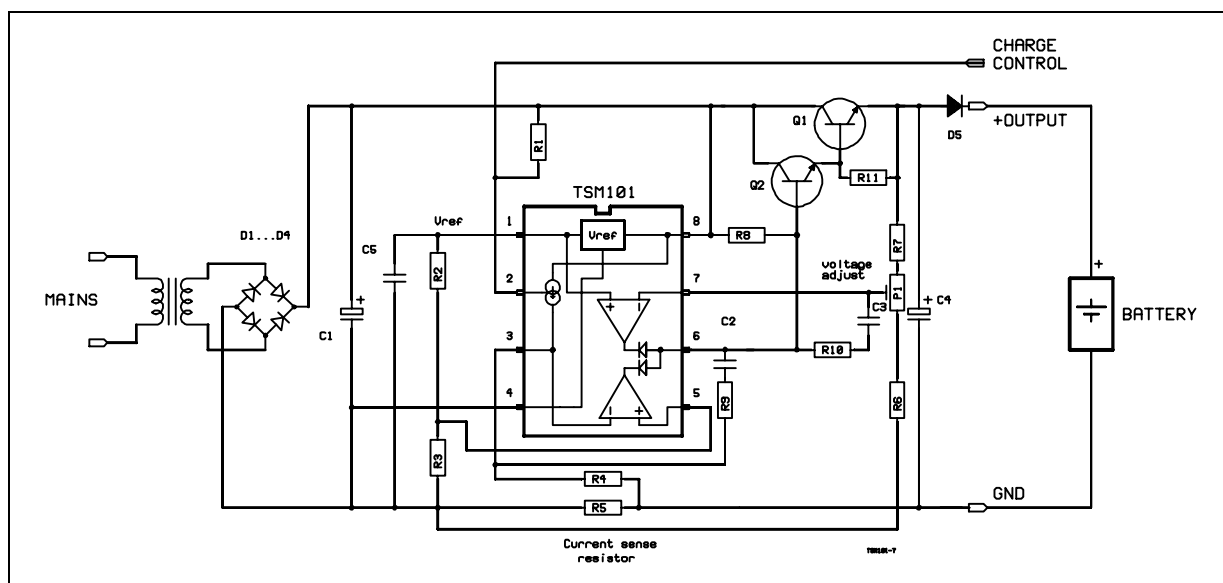 CHARGE
CONTROL
Q1
+OUTPUT
D5
R1
Q2
R11
TSM101
Vref
1
8
Vref
R8
D1...D4
C5
R2
R7
voltage
adjust
2
7
P1
C4
+
+
MAINS
C1
+
+
-
C3
BATTERY
3
C2
6
R10
4
5
R9
R6
-
+
R3
R4
R5
GND
Current sense
resistor
TSM101-7